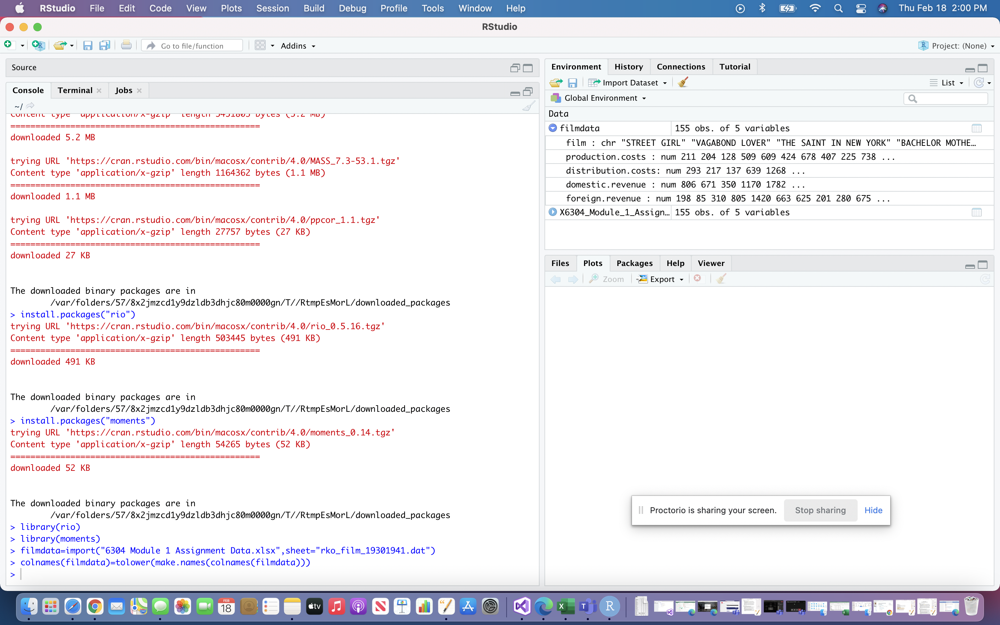 RStudio File Edit Code View Plots Session Build Debug Profile Tools Window Help Thu Feb 18 2:00 PM
RStudio
Go to file/function Addins Project: (None)
Source
Console Terminal Jobs
~/
Content type 'application/x-gzip' length 5451805 bytes (5.2 MB)
==================================================
downloaded 5.2 MB
trying URL 'https://cran.rstudio.com/bin/macosx/contrib/4.0/MASS_7.3-53.1.tgz'
Content type 'application/x-gzip' length 1164362 bytes (1.1 MB)
==================================================
downloaded 1.1 MB
trying URL 'https://cran.rstudio.com/bin/macosx/contrib/4.0/ppcor_1.1.tgz'
Content type 'application/x-gzip' length 27757 bytes (27 KB)
==================================================
downloaded 27 KB
The downloaded binary packages are in
/var/folders/57/8x2jmzcd1y9dzldb3dhjc80m0000gn/T//RtmpEsMorL/downloaded_packages
> install.packages("rio")
trying URL 'https://cran.rstudio.com/bin/macosx/contrib/4.0/rio_0.5.16.tgz'
Content type 'application/x-gzip' length 503445 bytes (491 KB)
==================================================
downloaded 491 KB
The downloaded binary packages are in
/var/folders/57/8x2jmzcd1y9dzldb3dhjc80m0000gn/T//RtmpEsMorL/downloaded_packages
> install.packages("moments")
trying URL 'https://cran.rstudio.com/bin/macosx/contrib/4.0/moments_0.14.tgz'
Content type 'application/x-gzip' length 54265 bytes (52 KB)
==================================================
downloaded 52 KB
The downloaded binary packages are in
/var/folders/57/8x2jmzcd1y9dzldb3dhjc80m0000gn/T//RtmpEsMorL/downloaded_packages
> library(rio)
> library(moments)
> filmdata=import("6304 Module 1 Assignment Data.xlsx",sheet="rko_film_19301941.dat")
> colnames(filmdata)=tolower(make.names(colnames(filmdata)))
>
Environment History Connections Tutorial
Import Dataset List
Global Environment
Data
filmdata 155 obs. of 5 variables
film : chr "STREET GIRL" "VAGABOND LOVER" "THE SAINT IN NEW YORK" "BACHELOR MOTHE…
production.costs : num 211 204 128 509 609 424 678 407 225 738 ...
distribution.costs: num 293 217 137 639 1268 ...
domestic.revenue : num 806 671 350 1170 1782 ...
foreign.revenue : num 198 85 310 805 1420 663 625 201 280 675 ...
X6304_Module_1_Assign… 155 obs. of 5 variables
Files Plots Packages Help Viewer
Zoom Export
Proctorio is sharing your screen. Stop sharing Hide
FEB
18
tv
X
T
R
XLSX